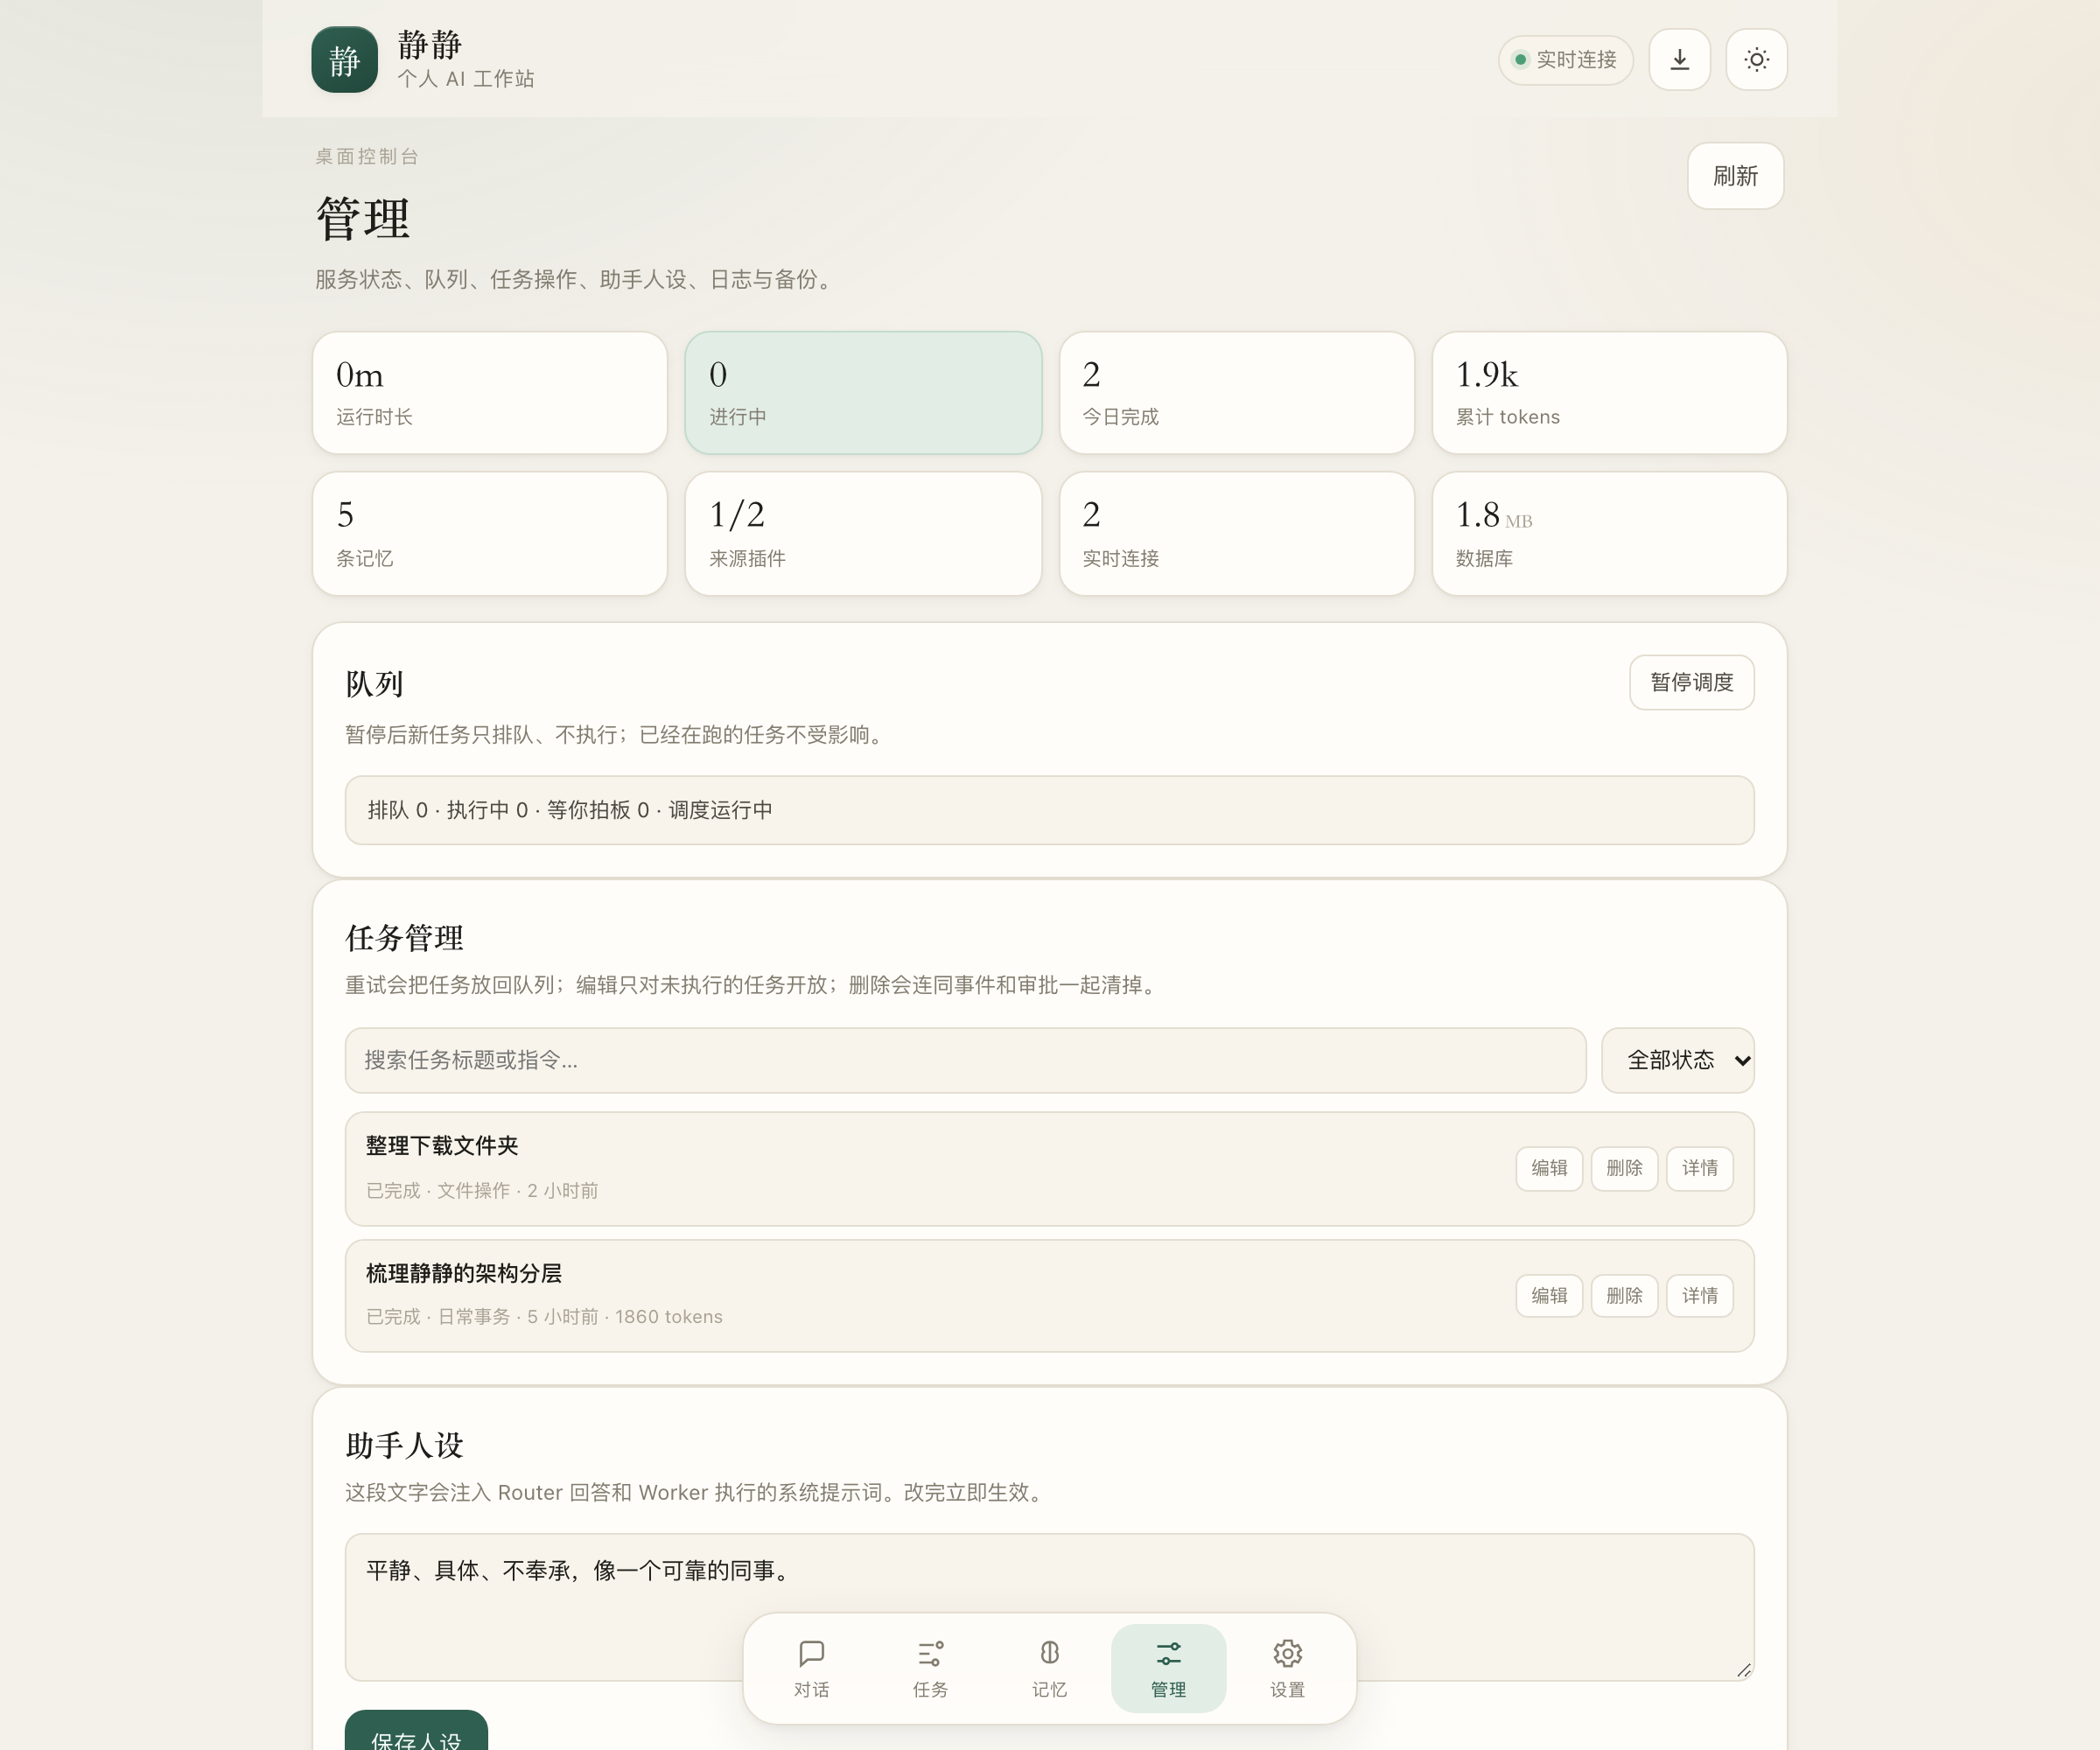 静
静静
个人 AI 工作站
实时连接
桌面控制台
刷新
管理
服务状态、队列、任务操作、助手人设、日志与备份。
0m
运行时长
0
进行中
2
今日完成
1.9k
累计 tokens
5
条记忆
1/2
来源插件
2
实时连接
1.8 MB
数据库
队列
暂停调度
暂停后新任务只排队、不执行；已经在跑的任务不受影响。
排队 0 · 执行中 0 · 等你拍板 0 · 调度运行中
任务管理
重试会把任务放回队列；编辑只对未执行的任务开放；删除会连同事件和审批一起清掉。
搜索任务标题或指令...
全部状态
整理下载文件夹
已完成 · 文件操作 · 2 小时前
编辑
删除
详情
梳理静静的架构分层
已完成 · 日常事务 · 5 小时前 · 1860 tokens
编辑
删除
详情
助手人设
这段文字会注入 Router 回答和 Worker 执行的系统提示词。改完立即生效。
平静、具体、不奉承，像一个可靠的同事。
保存人设
对话
任务
记忆
管理
设置